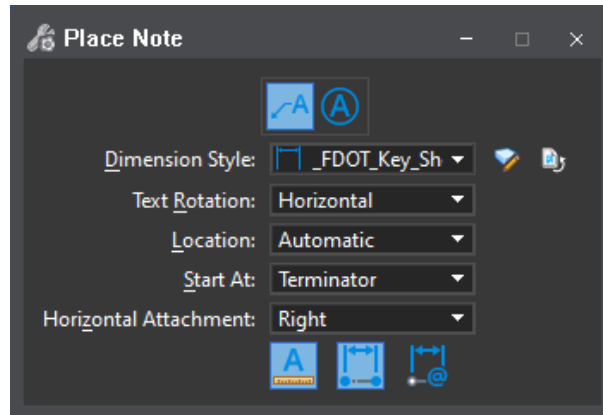 Place Note
A A
Dimension Style: _FDOT_Key_Sh
Text Rotation: Horizontal
Location: Automatic
Start At: Terminator
Horizontal Attachment: Right
A @